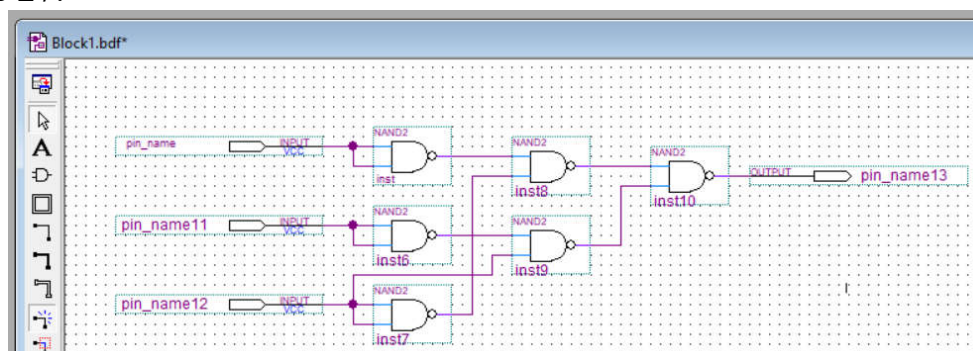 Block1.bdf*
pin_name INPUT VCC NAND2 inst
NAND2 inst8
NAND2 inst10
OUTPUT pin_name13
pin_name11 INPUT VCC NAND2 inst6
NAND2 inst9
pin_name12 INPUT VCC NAND2 inst7
A